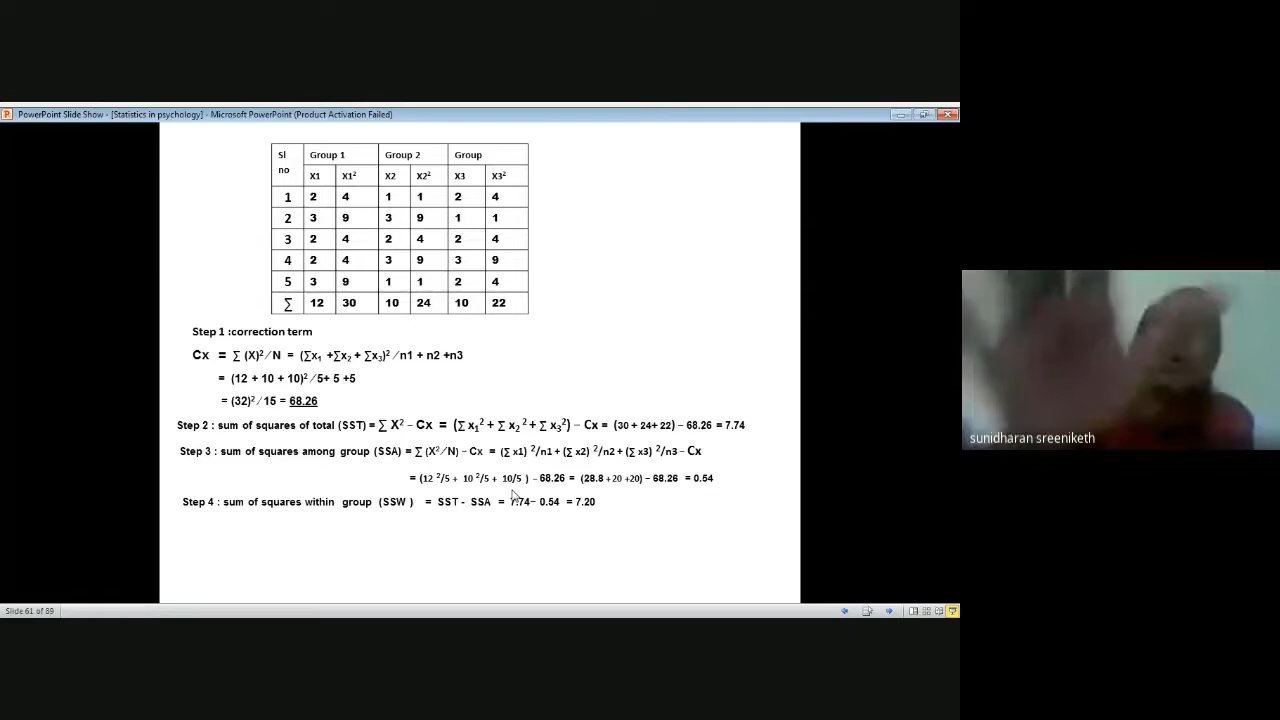 PowerPoint Slide Show - [Statistics in psychology] - Microsoft PowerPoint (Product Activation Failed)
Sl no Group 1 Group 2 Group
X1 X1² X2 X2² X3 X3²
1 2 4 1 1 2 4
2 3 9 3 9 1 1
3 2 4 2 4 2 4
4 2 4 3 9 3 9
5 3 9 1 1 2 4
∑ 12 30 10 24 10 22
Step 1 :correction term
Cx = ∑ (X)²/N = (∑x₁ +∑x₂ + ∑x₃)² /n1 + n2 +n3
= (12 + 10 + 10)² /5+ 5 +5
= (32)² / 15 = 68.26
Step 2 : sum of squares of total (SST) = ∑ X² − Cx = (∑ x₁² + ∑ x₂² + ∑ x₃²) − Cx = (30 + 24+ 22) − 68.26 = 7.74
Step 3 : sum of squares among group (SSA) = ∑ (X²/N) − Cx = (∑ x1) ²/n1 + (∑ x2) ²/n2 + (∑ x3) ²/n3 − Cx
= (12 ²/5 + 10 ²/5 + 10/5 ) − 68.26 = (28.8 +20 +20) − 68.26 = 0.54
Step 4 : sum of squares within group (SSW ) = SST - SSA = 7.74− 0.54 = 7.20
Slide 61 of 89
sunidharan sreeniketh